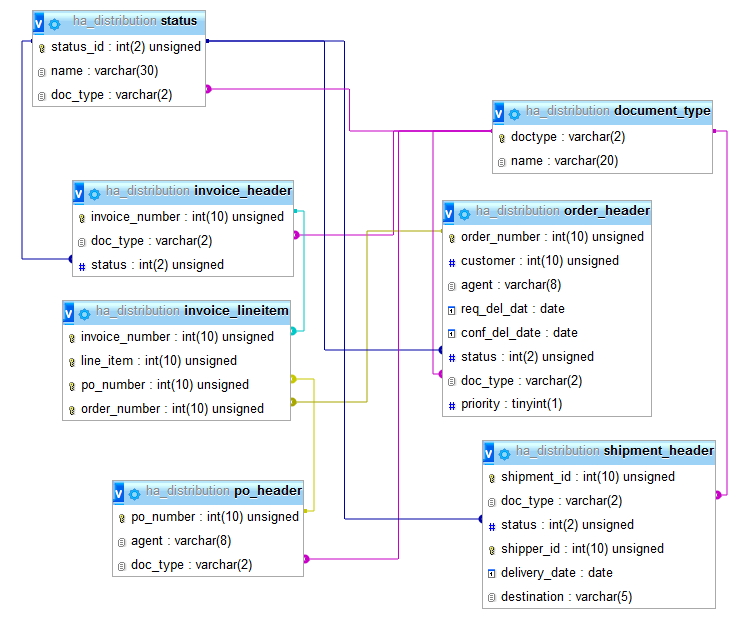 ha_distribution status
status_id : int(2) unsigned
name : varchar(30)
doc_type : varchar(2)
ha_distribution document_type
doctype : varchar(2)
name : varchar(20)
ha_distribution invoice_header
invoice_number : int(10) unsigned
doc_type : varchar(2)
# status : int(2) unsigned
ha_distribution order_header
order_number : int(10) unsigned
# customer : int(10) unsigned
agent : varchar(8)
req_del_dat : date
conf_del_date : date
# status : int(2) unsigned
doc_type : varchar(2)
# priority : tinyint(1)
ha_distribution invoice_lineitem
invoice_number : int(10) unsigned
line_item : int(10) unsigned
po_number : int(10) unsigned
order_number : int(10) unsigned
ha_distribution shipment_header
shipment_id : int(10) unsigned
doc_type : varchar(2)
# status : int(2) unsigned
shipper_id : int(10) unsigned
delivery_date : date
destination : varchar(5)
ha_distribution po_header
po_number : int(10) unsigned
agent : varchar(8)
doc_type : varchar(2)